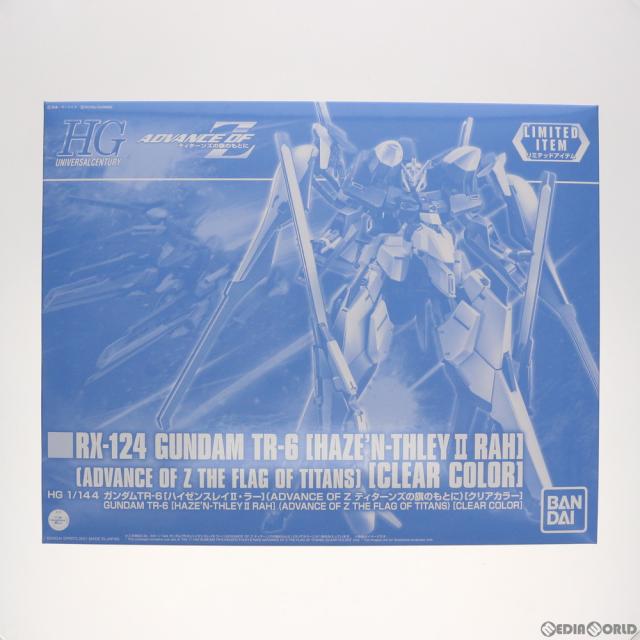 HG
UNIVERSAL CENTURY
ADVANCE OF Z
ティターンズの旗のもとに
LIMITED
ITEM
リミテッドアイテム
RX-124 GUNDAM TR-6 [HAZE'N-THLEY II RAH]
(ADVANCE OF Z THE FLAG OF TITANS) [CLEAR COLOR]
HG 1/144 ガンダムTR-6[ハイゼンスレイII・ラー](ADVANCE OF Z ティターンズの旗のもとに)[クリアカラー]
GUNDAM TR-6 [HAZE'N-THLEY II RAH] (ADVANCE OF Z THE FLAG OF TITANS) [CLEAR COLOR]
BAN
DAI
MEDIAWORLD